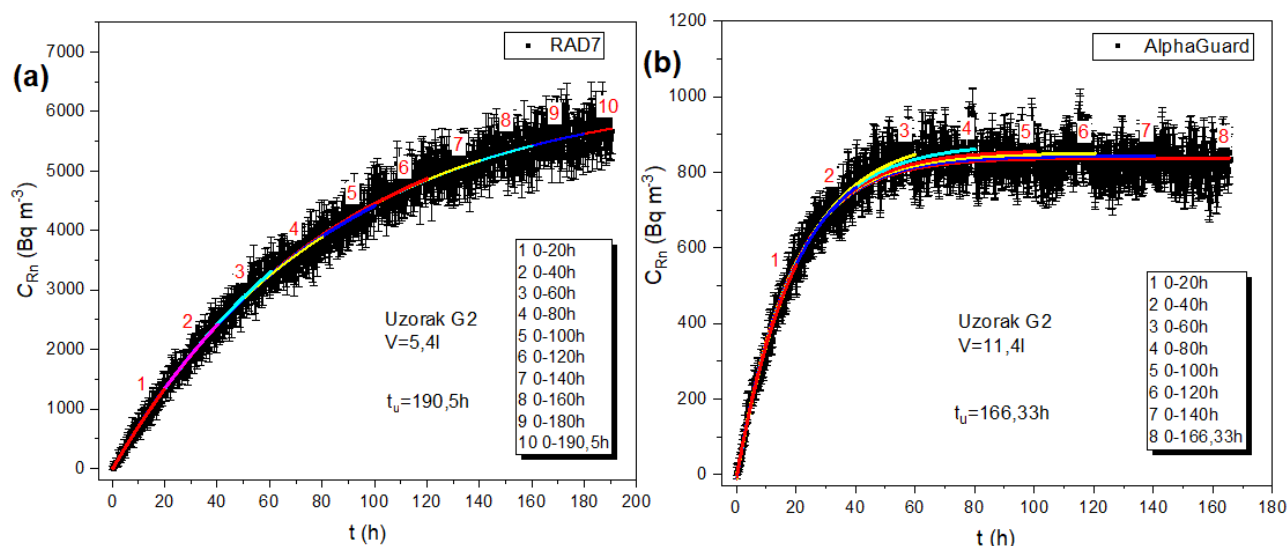 (a)
RAD7
C_Rn (Bq m⁻³)
7000
6000
5000
4000
3000
2000
1000
0
1
2
3
4
5
6
7
8
9
10
Uzorak G2
V=5,4l
t_u=190,5h
1 0-20h
2 0-40h
3 0-60h
4 0-80h
5 0-100h
6 0-120h
7 0-140h
8 0-160h
9 0-180h
10 0-190,5h
0 20 40 60 80 100 120 140 160 180 200
t (h)
(b)
AlphaGuard
C_Rn (Bq m⁻³)
1200
1000
800
600
400
200
0
1
2
3
4
5
6
7
8
Uzorak G2
V=11,4l
t_u=166,33h
1 0-20h
2 0-40h
3 0-60h
4 0-80h
5 0-100h
6 0-120h
7 0-140h
8 0-166,33h
0 20 40 60 80 100 120 140 160 180
t (h)